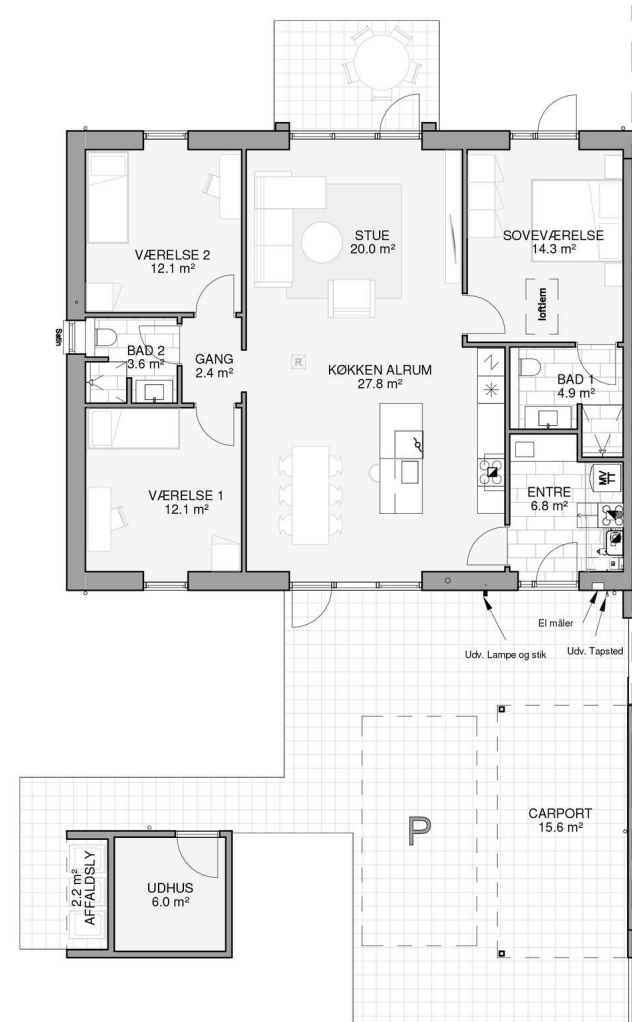 STUE
20.0 m²
VÆRELSE 2
12.1 m²
SOVEVÆRELSE
14.3 m²
loftlem
Satin
BAD 2
3.6 m²
GANG
2.4 m²
R
KØKKEN ALRUM
27.8 m²
BAD 1
4.9 m²
VÆRELSE 1
12.1 m²
ENTRE
6.8 m²
MV
TT
El måler
Udv. Lampe og stik
Udv. Tapsted
P
CARPORT
15.6 m²
2.2 m²
AFFALDSLY
UDHUS
6.0 m²